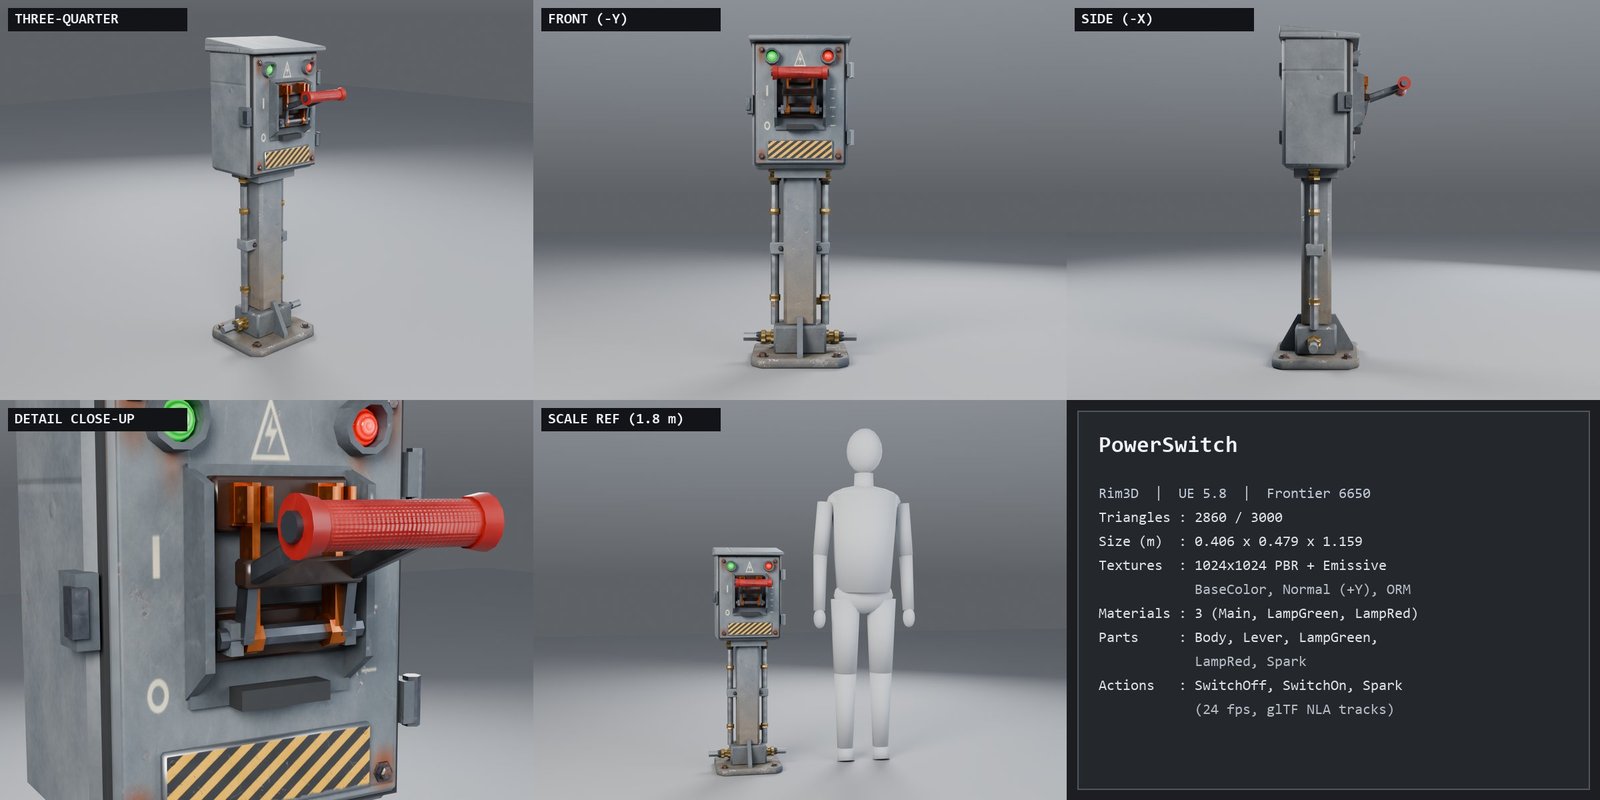 THREE-QUARTER
FRONT (-Y)
SIDE (-X)
I
O
I
O
DETAIL CLOSE-UP
I
O
SCALE REF (1.8 m)
I
O
PowerSwitch
Rim3D | UE 5.8 | Frontier 6650
Triangles : 2860 / 3000
Size (m) : 0.406 x 0.479 x 1.159
Textures : 1024x1024 PBR + Emissive
BaseColor, Normal (+Y), ORM
Materials : 3 (Main, LampGreen, LampRed)
Parts : Body, Lever, LampGreen,
LampRed, Spark
Actions : SwitchOff, SwitchOn, Spark
(24 fps, glTF NLA tracks)